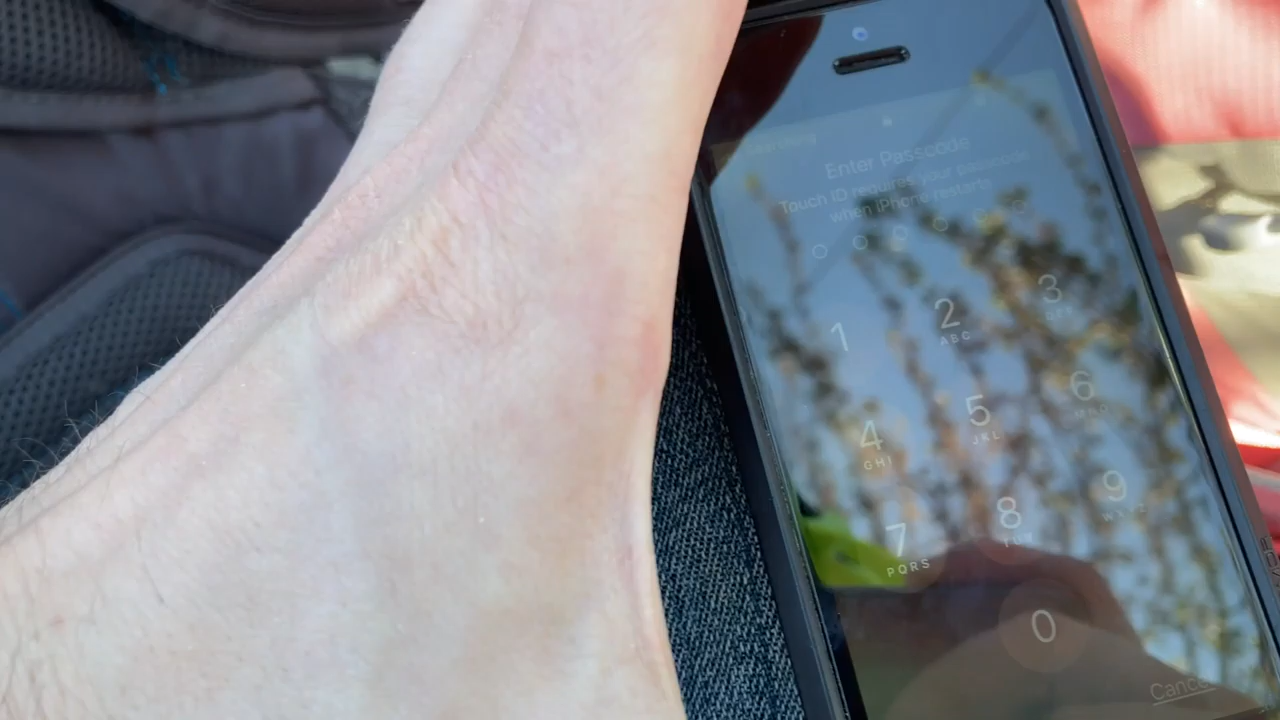 Enter Passcode
Touch ID requires your passcode
when iPhone restarts
1
2
ABC
3
DEF
4
GHI
5
JKL
6
MNO
7
PQRS
8
TUV
9
WXYZ
0
Cancel